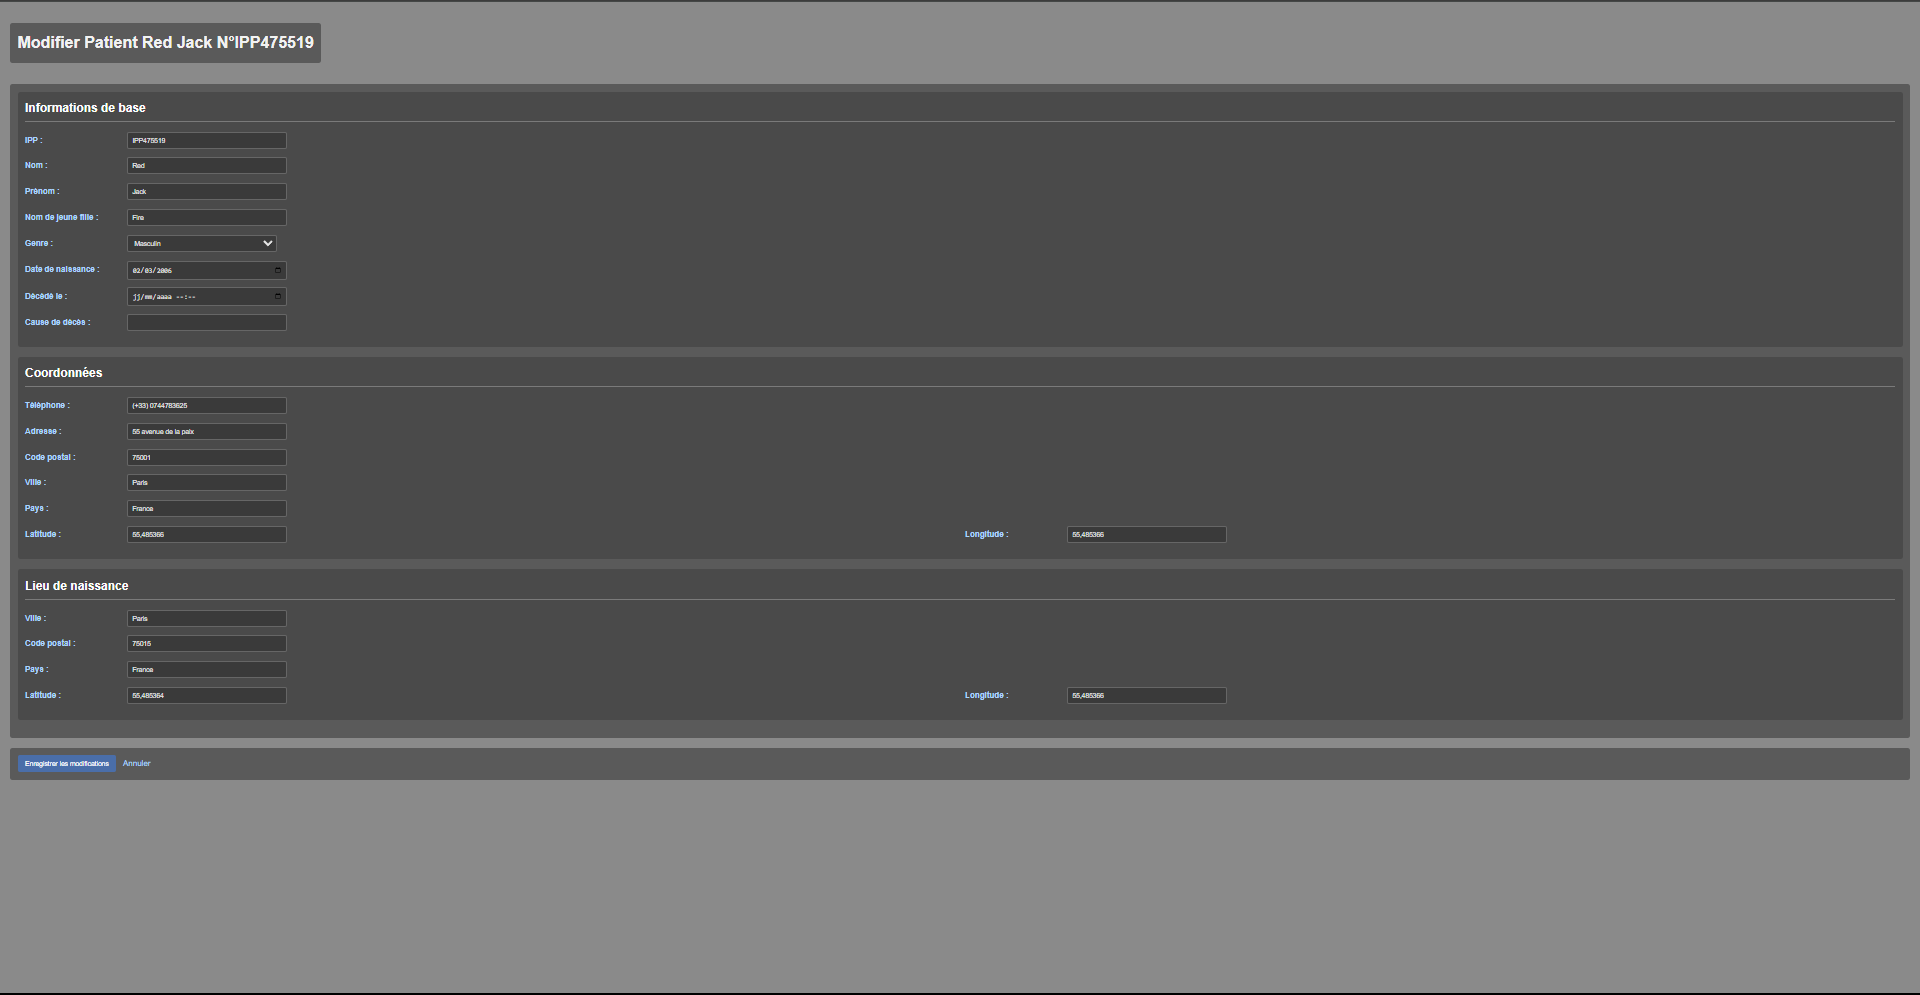 Modifier Patient Red Jack N°IPP475519
Informations de base
IPP : IPP475519
Nom : Red
Prénom : Jack
Nom de jeune fille : Fire
Genre : Masculin
Date de naissance : 02/03/2006
Décédé le : jj/mm/aaaa --:--
Cause de décès :
Coordonnées
Téléphone : (+33) 0744783625
Adresse : 55 avenue de la paix
Code postal : 75001
Ville : Paris
Pays : France
Latitude : 55,485366 Longitude : 55,485366
Lieu de naissance
Ville : Paris
Code postal : 75015
Pays : France
Latitude : 55,485364 Longitude : 55,485366
Enregistrer les modifications Annuler